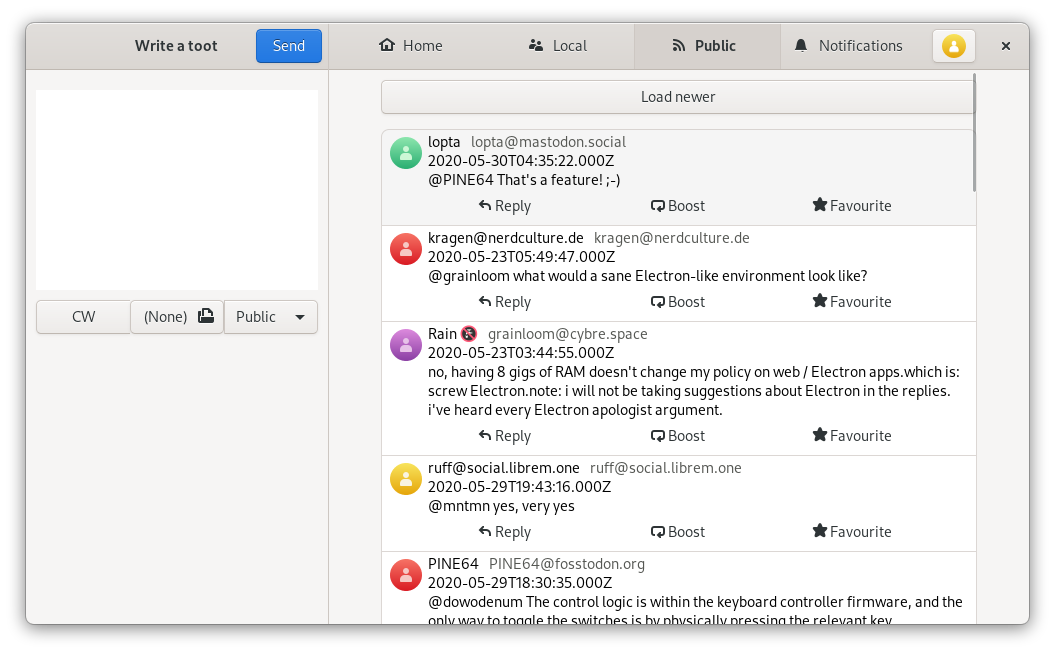 Write a toot
Send
Home
Local
Public
Notifications
CW
(None)
Public
Load newer
lopta lopta@mastodon.social
2020-05-30T04:35:22.000Z
@PINE64 That's a feature! ;-)
Reply Boost Favourite
kragen@nerdculture.de kragen@nerdculture.de
2020-05-23T05:49:47.000Z
@grainloom what would a sane Electron-like environment look like?
Reply Boost Favourite
Rain grainloom@cybre.space
2020-05-23T03:44:55.000Z
no, having 8 gigs of RAM doesn't change my policy on web / Electron apps.which is:
screw Electron.note: i will not be taking suggestions about Electron in the replies.
i've heard every Electron apologist argument.
Reply Boost Favourite
ruff@social.librem.one ruff@social.librem.one
2020-05-29T19:43:16.000Z
@mntmn yes, very yes
Reply Boost Favourite
PINE64 PINE64@fosstodon.org
2020-05-29T18:30:35.000Z
@dowodenum The control logic is within the keyboard controller firmware, and the
only way to toggle the switches is by physically pressing the relevant key